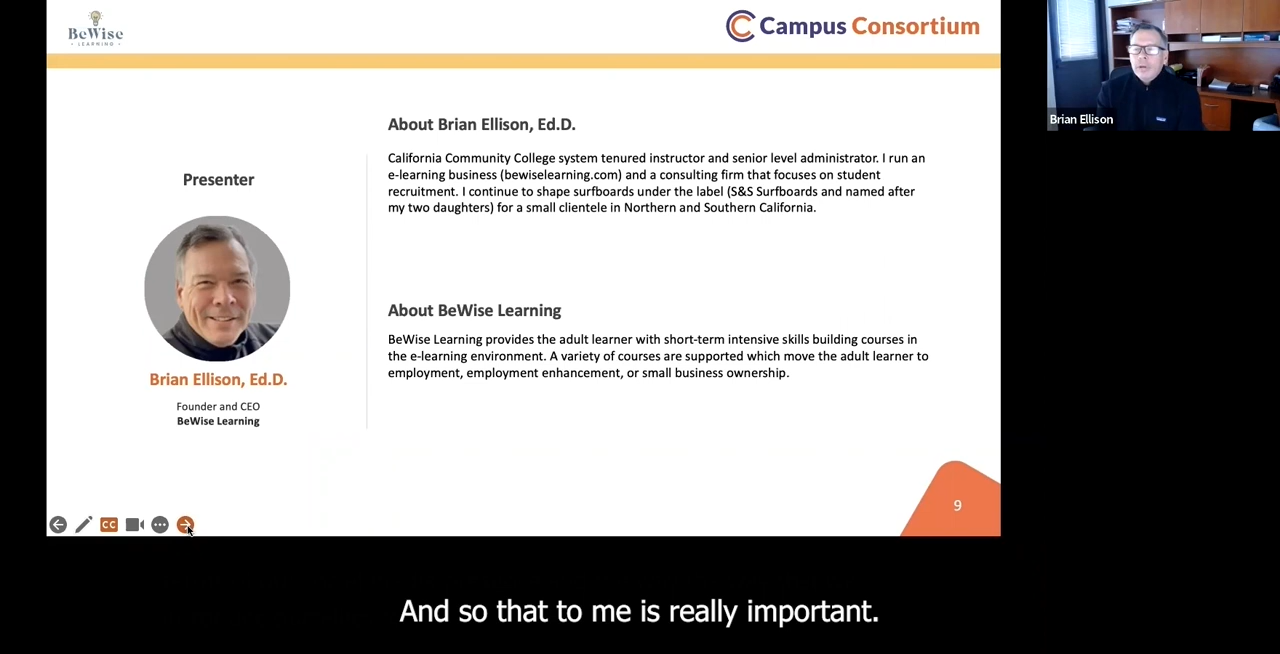 BeWise
LEARNING
Campus Consortium
Brian Ellison
Presenter
Brian Ellison, Ed.D.
Founder and CEO
BeWise Learning
About Brian Ellison, Ed.D.
California Community College system tenured instructor and senior level administrator. I run an
e-learning business (bewiselearning.com) and a consulting firm that focuses on student
recruitment. I continue to shape surfboards under the label (S&S Surfboards and named after
my two daughters) for a small clientele in Northern and Southern California.
About BeWise Learning
BeWise Learning provides the adult learner with short-term intensive skills building courses in
the e-learning environment. A variety of courses are supported which move the adult learner to
employment, employment enhancement, or small business ownership.
CC
9
And so that to me is really important.